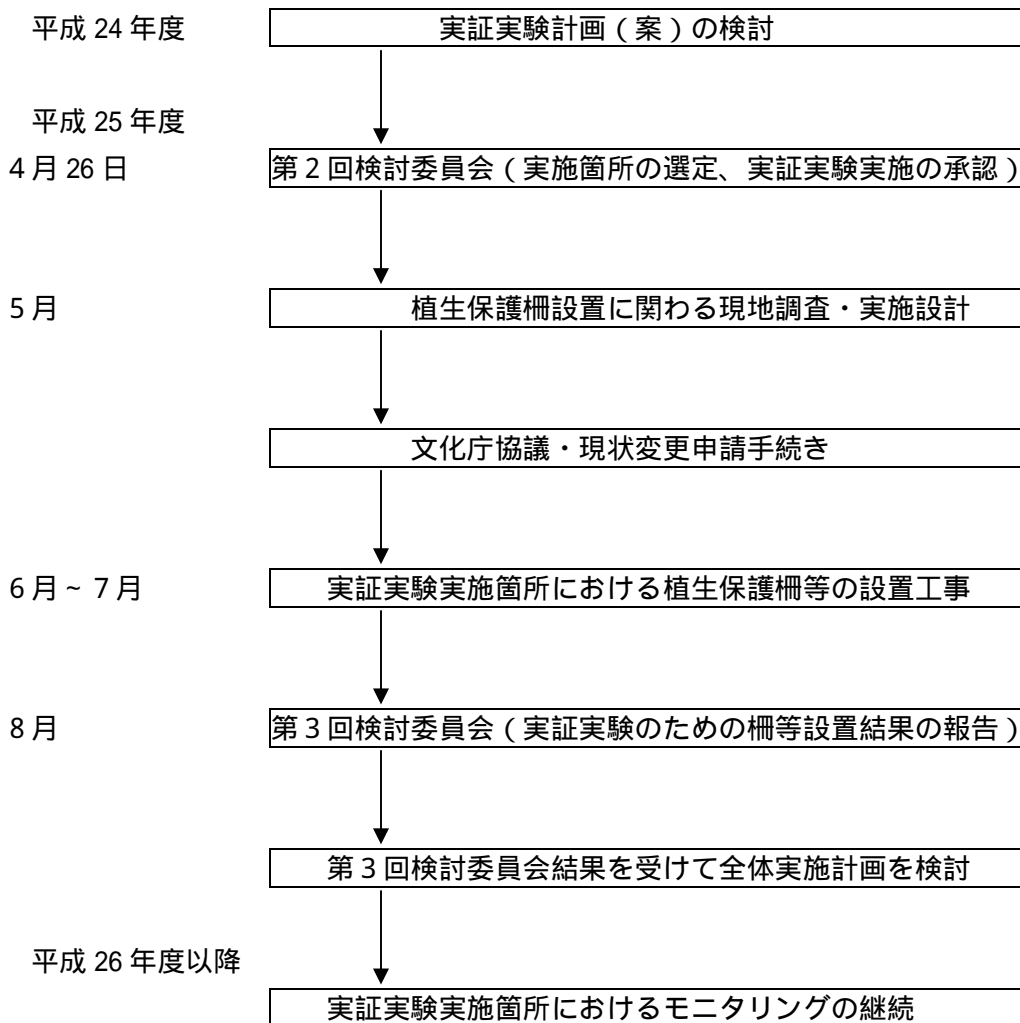 平成 24 年度 実証実験計画（案）の検討
平成 25 年度
4 月 26 日 第 2 回検討委員会（実施箇所の選定、実証実験実施の承認）
5 月 植生保護柵設置に関わる現地調査・実施設計
文化庁協議・現状変更申請手続き
6 月 ~ 7 月 実証実験実施箇所における植生保護柵等の設置工事
8 月 第 3 回検討委員会（実証実験のための柵等設置結果の報告）
第 3 回検討委員会結果を受けて全体実施計画を検討
平成 26 年度以降
実証実験実施箇所におけるモニタリングの継続